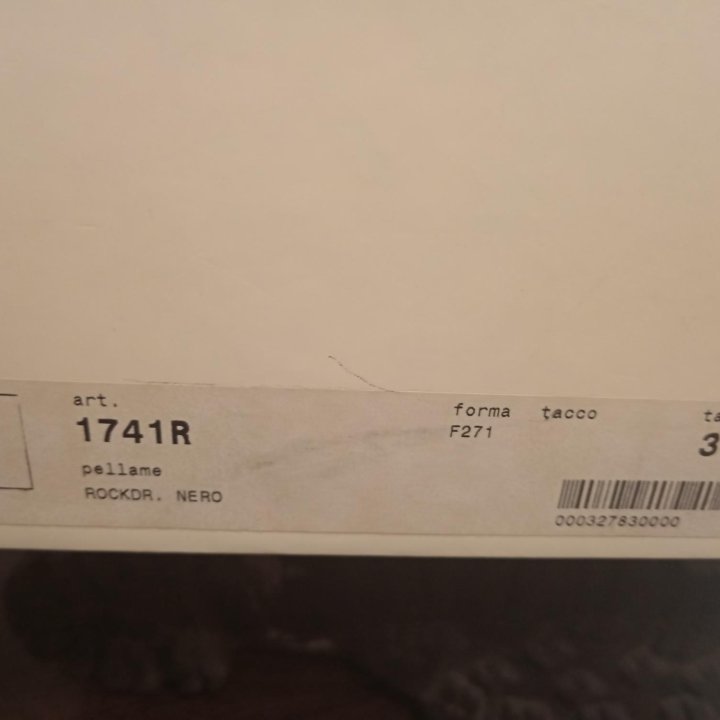 art.
1741R
pellame
ROCKDR. NERO
forma tacco
F271
3
000327830000